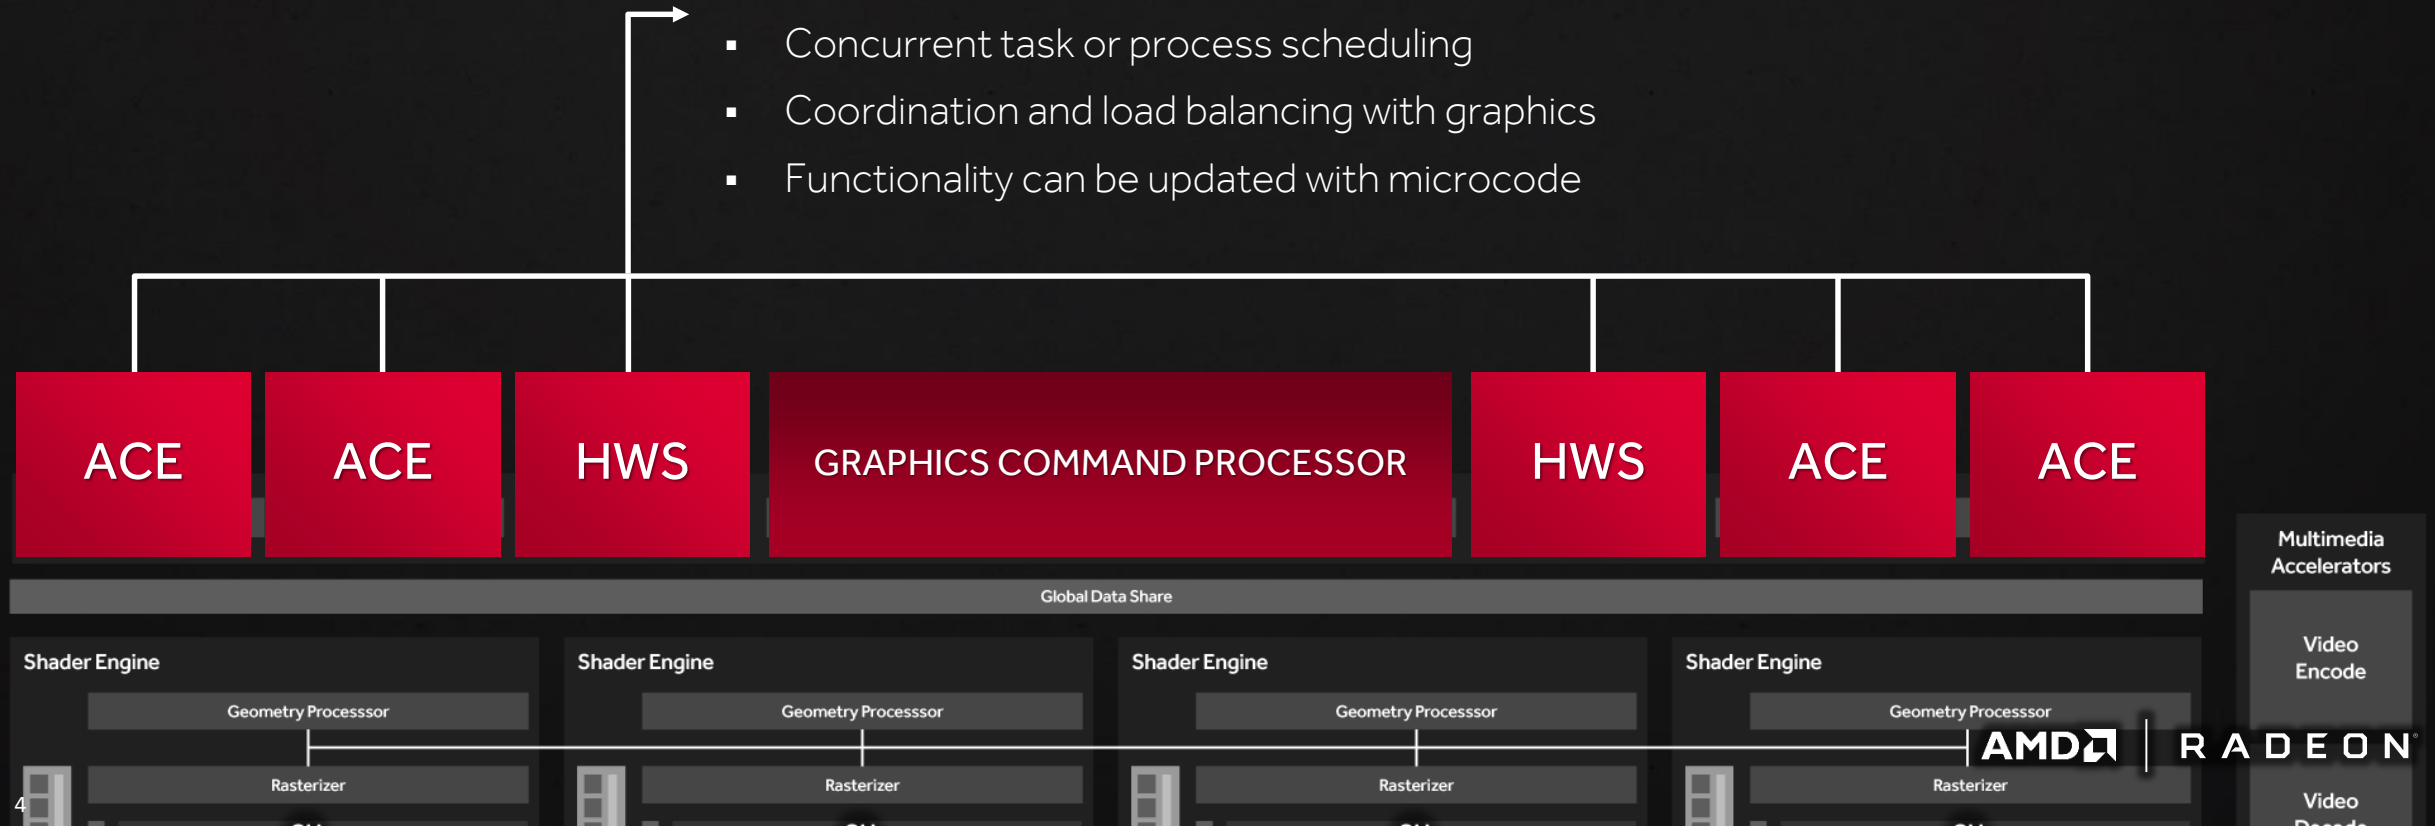 ▪ Concurrent task or process scheduling
▪ Coordination and load balancing with graphics
▪ Functionality can be updated with microcode
ACE ACE HWS GRAPHICS COMMAND PROCESSOR HWS ACE ACE
Multimedia
Accelerators
Global Data Share
Shader Engine Shader Engine Shader Engine Shader Engine
Video
Encode
Geometry Processsor Geometry Processsor Geometry Processsor Geometry Processsor
AMD RADEON
Rasterizer Rasterizer Rasterizer Rasterizer
4
Video